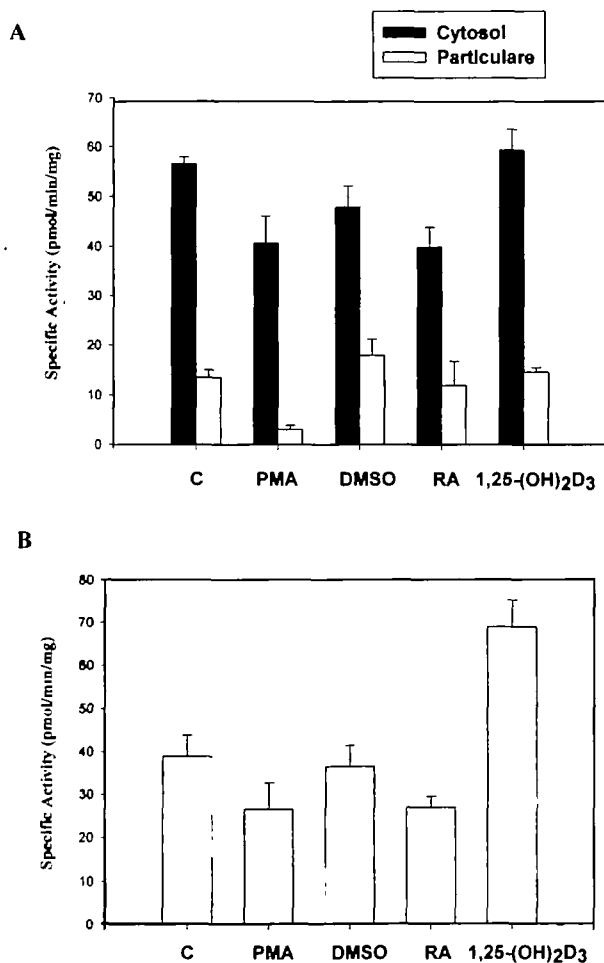 A
Cytosol
Particulare
70
60
50
40
30
20
10
0
Specific Activity (pmol/min/mg)
C PMA DMSO RA 1,25-(OH)2D3
B
80
70
60
50
40
30
20
10
0
Specific Activity (pmol/min/mg)
C PMA DMSO RA 1,25-(OH)2D3